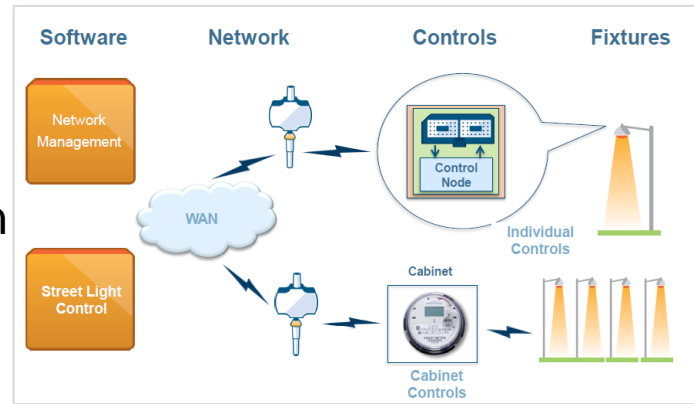 Software
Network
Controls
Fixtures
Network
Management
Control
Node
WAN
Individual
Controls
n
Street Light
Control
Cabinet
Cabinet
Controls